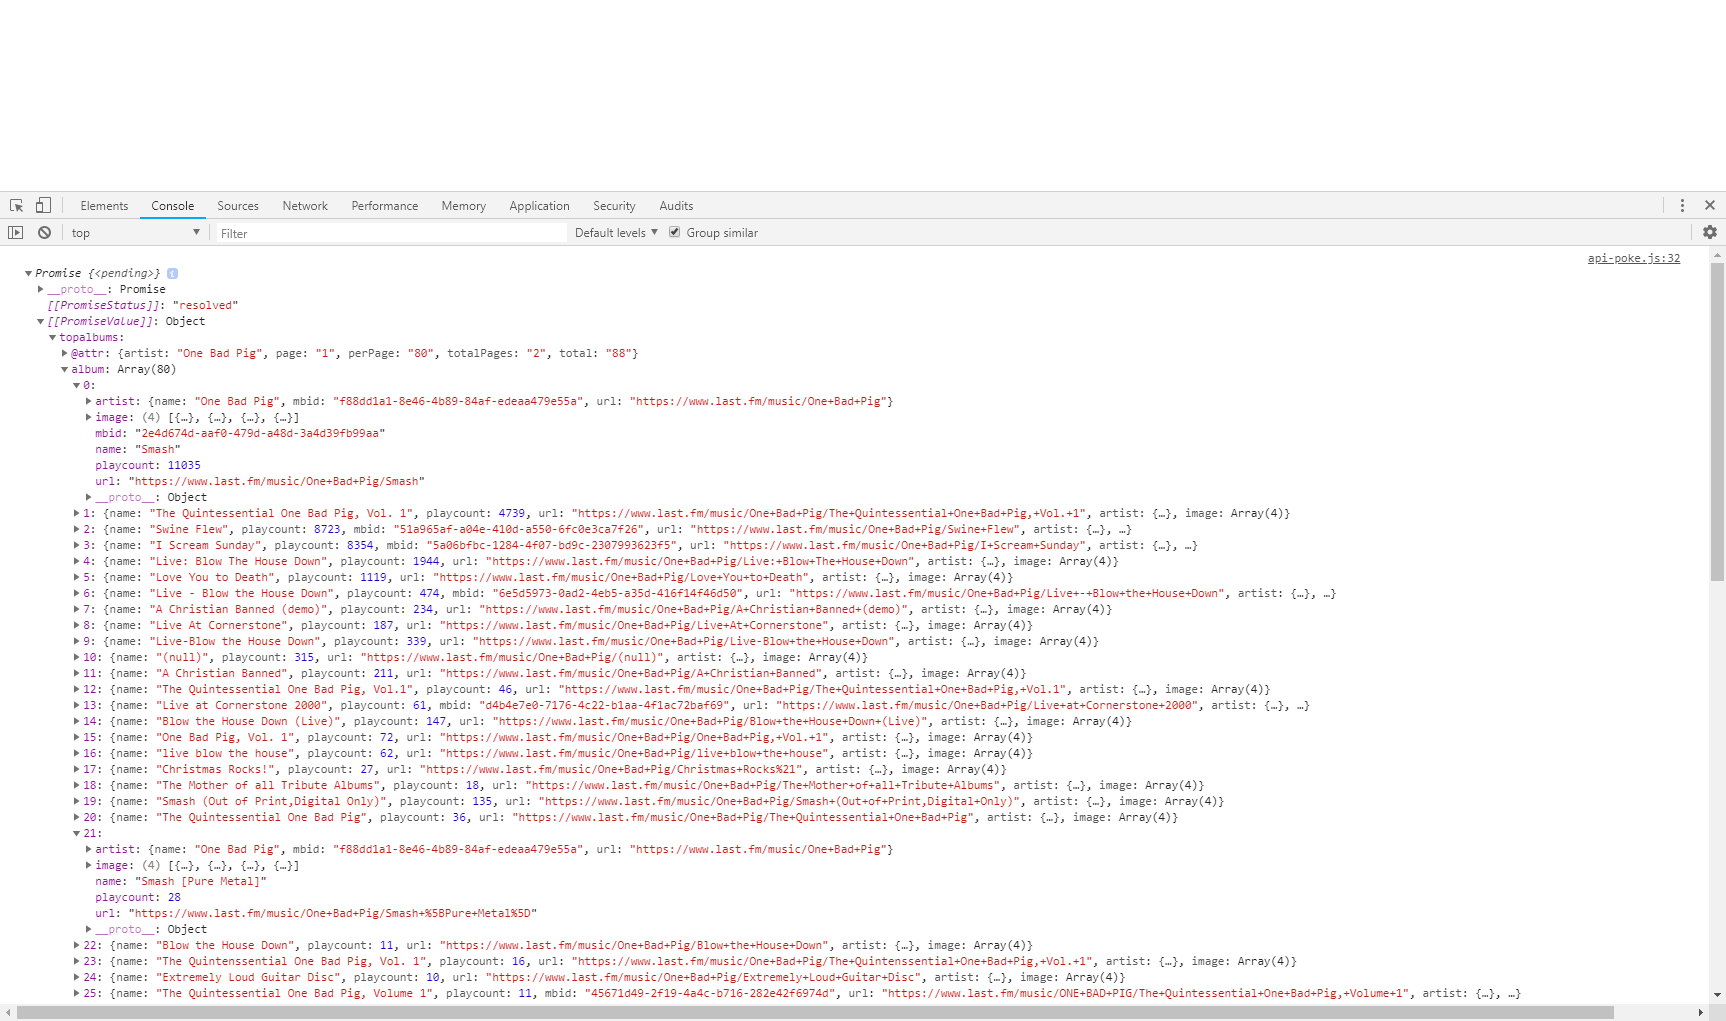 Elements Console Sources Network Performance Memory Application Security Audits
top Filter Default levels Group similar
api-poke.js:32
Promise {<pending>} i
__proto__: Promise
[[PromiseStatus]]: "resolved"
[[PromiseValue]]: Object
topalbums:
@attr: {artist: "One Bad Pig", page: "1", perPage: "80", totalPages: "2", total: "88"}
album: Array(80)
0:
artist: {name: "One Bad Pig", mbid: "f88dd1a1-8e46-4b89-84af-edeaa479e55a", url: "https://www.last.fm/music/One+Bad+Pig"}
image: (4) [{…}, {…}, {…}, {…}]
mbid: "2e4d674d-aaf0-479d-a48d-3a4d39fb99aa"
name: "Smash"
playcount: 11035
url: "https://www.last.fm/music/One+Bad+Pig/Smash"
__proto__: Object
1: {name: "The Quintessential One Bad Pig, Vol. 1", playcount: 4739, url: "https://www.last.fm/music/One+Bad+Pig/The+Quintessential+One+Bad+Pig,+Vol.+1", artist: {…}, image: Array(4)}
2: {name: "Swine Flew", playcount: 8723, mbid: "51a965af-a04e-410d-a550-6fc0e3ca7f26", url: "https://www.last.fm/music/One+Bad+Pig/Swine+Flew", artist: {…}, …}
3: {name: "I Scream Sunday", playcount: 8354, mbid: "5a06bfbc-1284-4f07-bd9c-2307993623f5", url: "https://www.last.fm/music/One+Bad+Pig/I+Scream+Sunday", artist: {…}, …}
4: {name: "Live: Blow The House Down", playcount: 1944, url: "https://www.last.fm/music/One+Bad+Pig/Live:+Blow+The+House+Down", artist: {…}, image: Array(4)}
5: {name: "Love You to Death", playcount: 1119, url: "https://www.last.fm/music/One+Bad+Pig/Love+You+to+Death", artist: {…}, image: Array(4)}
6: {name: "Live - Blow the House Down", playcount: 474, mbid: "6e5d5973-0ad2-4eb5-a35d-416f14f46d50", url: "https://www.last.fm/music/One+Bad+Pig/Live+-+Blow+the+House+Down", artist: {…}, …}
7: {name: "A Christian Banned (demo)", playcount: 234, url: "https://www.last.fm/music/One+Bad+Pig/A+Christian+Banned+(demo)", artist: {…}, image: Array(4)}
8: {name: "Live At Cornerstone", playcount: 187, url: "https://www.last.fm/music/One+Bad+Pig/Live+At+Cornerstone", artist: {…}, image: Array(4)}
9: {name: "Live-Blow the House Down", playcount: 339, url: "https://www.last.fm/music/One+Bad+Pig/Live-Blow+the+House+Down", artist: {…}, image: Array(4)}
10: {name: "(null)", playcount: 315, url: "https://www.last.fm/music/One+Bad+Pig/(null)", artist: {…}, image: Array(4)}
11: {name: "A Christian Banned", playcount: 211, url: "https://www.last.fm/music/One+Bad+Pig/A+Christian+Banned", artist: {…}, image: Array(4)}
12: {name: "The Quintessential One Bad Pig, Vol.1", playcount: 46, url: "https://www.last.fm/music/One+Bad+Pig/The+Quintessential+One+Bad+Pig,+Vol.1", artist: {…}, image: Array(4)}
13: {name: "Live at Cornerstone 2000", playcount: 61, mbid: "d4b4e7e0-7176-4c22-b1aa-4f1ac72baf69", url: "https://www.last.fm/music/One+Bad+Pig/Live+at+Cornerstone+2000", artist: {…}, …}
14: {name: "Blow the House Down (Live)", playcount: 147, url: "https://www.last.fm/music/One+Bad+Pig/Blow+the+House+Down+(Live)", artist: {…}, image: Array(4)}
15: {name: "One Bad Pig, Vol. 1", playcount: 72, url: "https://www.last.fm/music/One+Bad+Pig/One+Bad+Pig,+Vol.+1", artist: {…}, image: Array(4)}
16: {name: "live blow the house", playcount: 62, url: "https://www.last.fm/music/One+Bad+Pig/live+blow+the+house", artist: {…}, image: Array(4)}
17: {name: "Christmas Rocks!", playcount: 27, url: "https://www.last.fm/music/One+Bad+Pig/Christmas+Rocks%21", artist: {…}, image: Array(4)}
18: {name: "The Mother of all Tribute Albums", playcount: 18, url: "https://www.last.fm/music/One+Bad+Pig/The+Mother+of+all+Tribute+Albums", artist: {…}, image: Array(4)}
19: {name: "Smash (Out of Print,Digital Only)", playcount: 135, url: "https://www.last.fm/music/One+Bad+Pig/Smash+(Out+of+Print,Digital+Only)", artist: {…}, image: Array(4)}
20: {name: "The Quintessential One Bad Pig", playcount: 36, url: "https://www.last.fm/music/One+Bad+Pig/The+Quintessential+One+Bad+Pig", artist: {…}, image: Array(4)}
21:
artist: {name: "One Bad Pig", mbid: "f88dd1a1-8e46-4b89-84af-edeaa479e55a", url: "https://www.last.fm/music/One+Bad+Pig"}
image: (4) [{…}, {…}, {…}, {…}]
name: "Smash [Pure Metal]"
playcount: 28
url: "https://www.last.fm/music/One+Bad+Pig/Smash+%5BPure+Metal%5D"
__proto__: Object
22: {name: "Blow the House Down", playcount: 11, url: "https://www.last.fm/music/One+Bad+Pig/Blow+the+House+Down", artist: {…}, image: Array(4)}
23: {name: "The Quintenssential One Bad Pig, Vol. 1", playcount: 16, url: "https://www.last.fm/music/One+Bad+Pig/The+Quintenssential+One+Bad+Pig,+Vol.+1", artist: {…}, image: Array(4)}
24: {name: "Extremely Loud Guitar Disc", playcount: 10, url: "https://www.last.fm/music/One+Bad+Pig/Extremely+Loud+Guitar+Disc", artist: {…}, image: Array(4)}
25: {name: "The Quintessential One Bad Pig, Volume 1", playcount: 11, mbid: "45671d49-2f19-4a4c-b716-282e42f6974d", url: "https://www.last.fm/music/ONE+BAD+PIG/The+Quintessential+One+Bad+Pig,+Volume+1", artist: {…}, …}